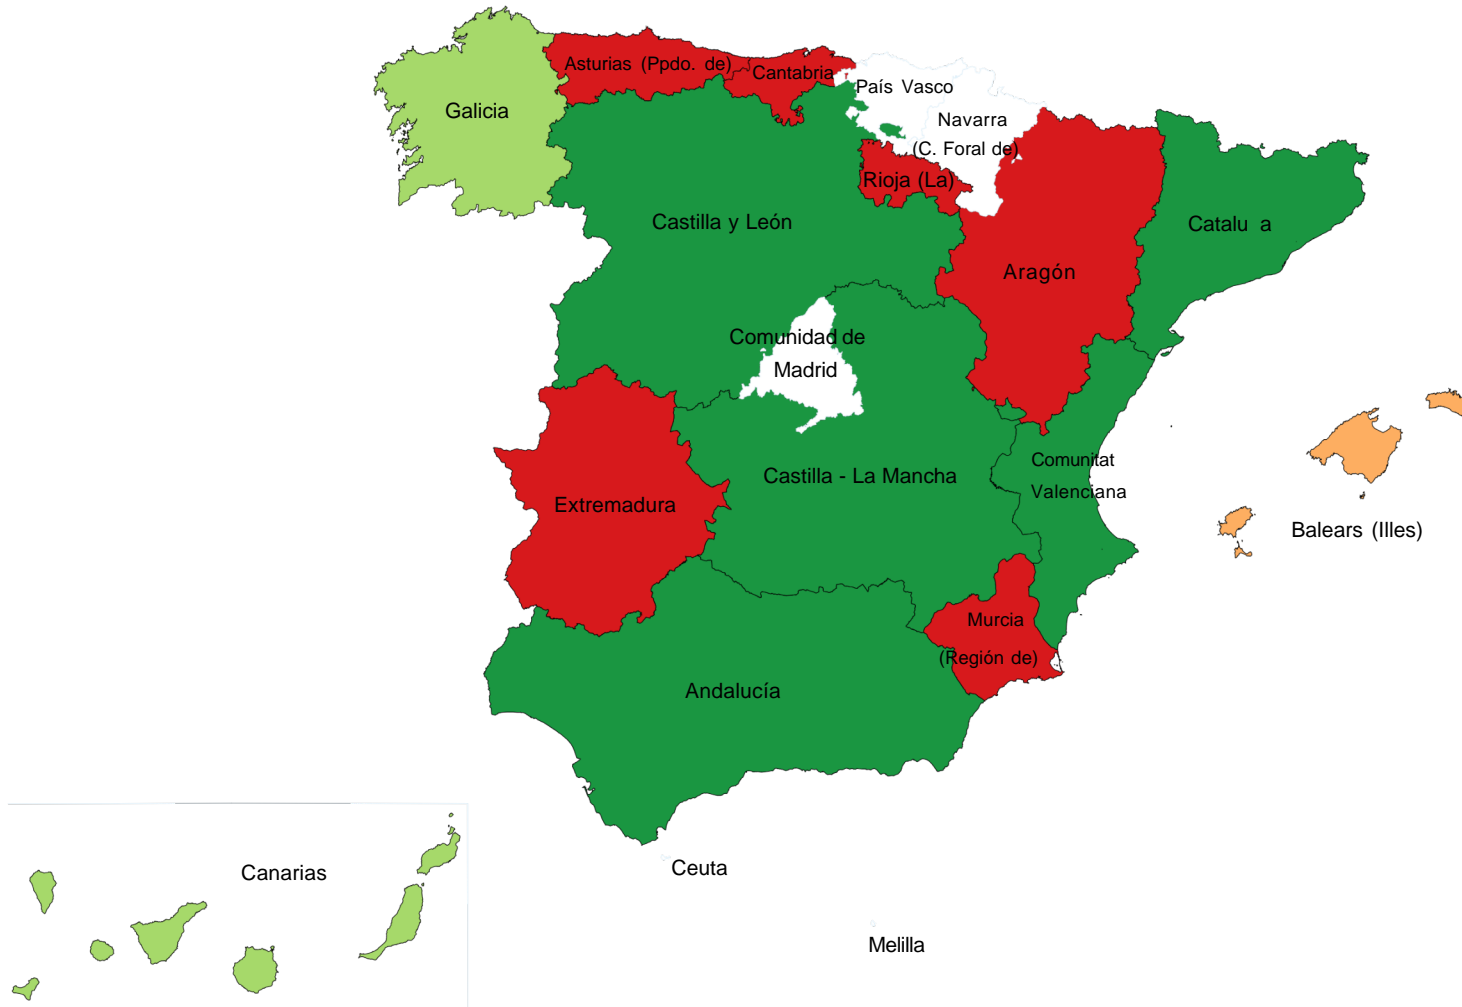 Asturias (Ppdo. de)
Cantabria
País Vasco
Galicia
Navarra
(C. Foral de)
Rioja (La)
Castilla y León
Catalu a
Aragón
Comunidad de
Madrid
Comunitat
Valenciana
Castilla - La Mancha
Extremadura
Balears (Illes)
Murcia
(Región de)
Andalucía
Canarias
Ceuta
Melilla